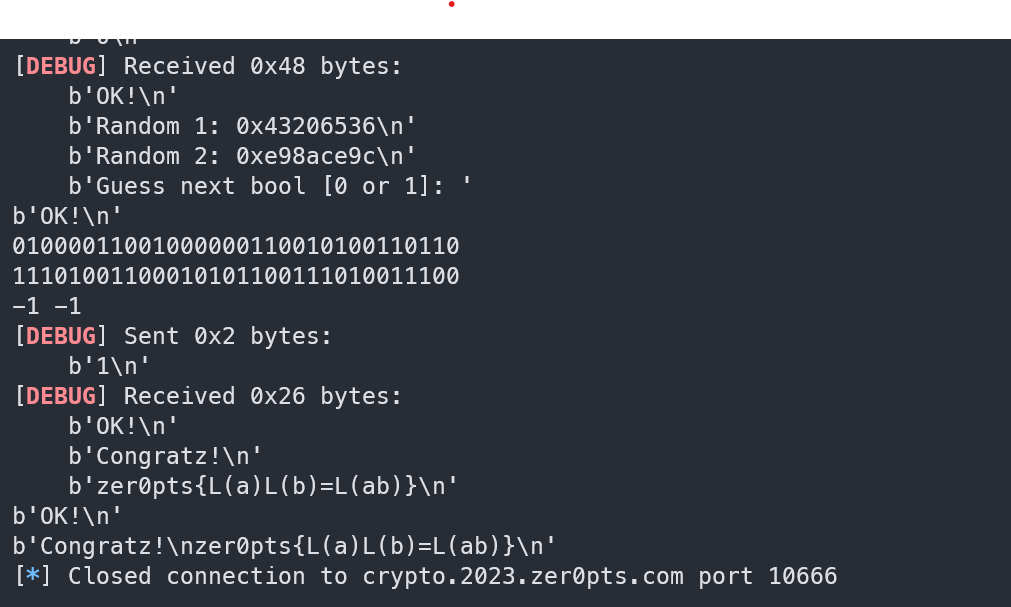 [DEBUG] Received 0x48 bytes:
b'OK!\n'
b'Random 1: 0x43206536\n'
b'Random 2: 0xe98ace9c\n'
b'Guess next bool [0 or 1]: '
b'OK!\n'
01000011001000000110010100110110
11101001100010101100111010011100
-1 -1
[DEBUG] Sent 0x2 bytes:
b'1\n'
[DEBUG] Received 0x26 bytes:
b'OK!\n'
b'Congratz!\n'
b'zer0pts{L(a)L(b)=L(ab)}\n'
b'OK!\n'
b'Congratz!\nzer0pts{L(a)L(b)=L(ab)}\n'
[*] Closed connection to crypto.2023.zer0pts.com port 10666